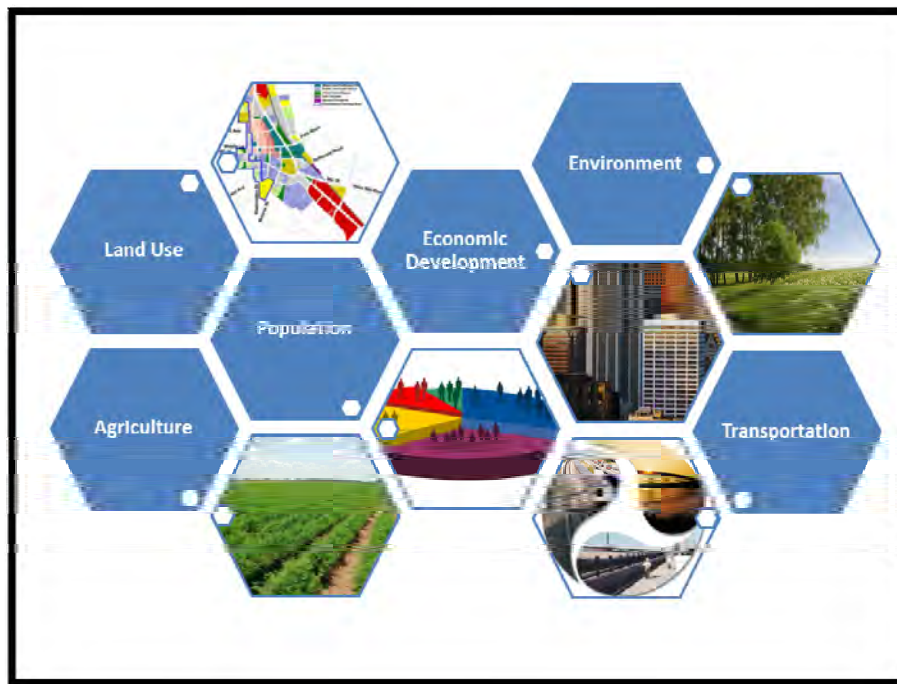 Environment
Land Use
Economic
Development
Population
Agriculture
Transportation